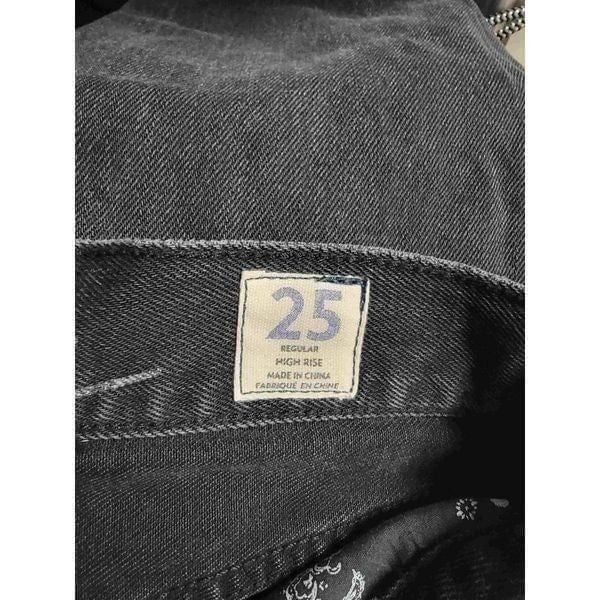 25
REGULAR
HIGH RISE
MADE IN CHINA
FABRIQUÉ EN CHINE